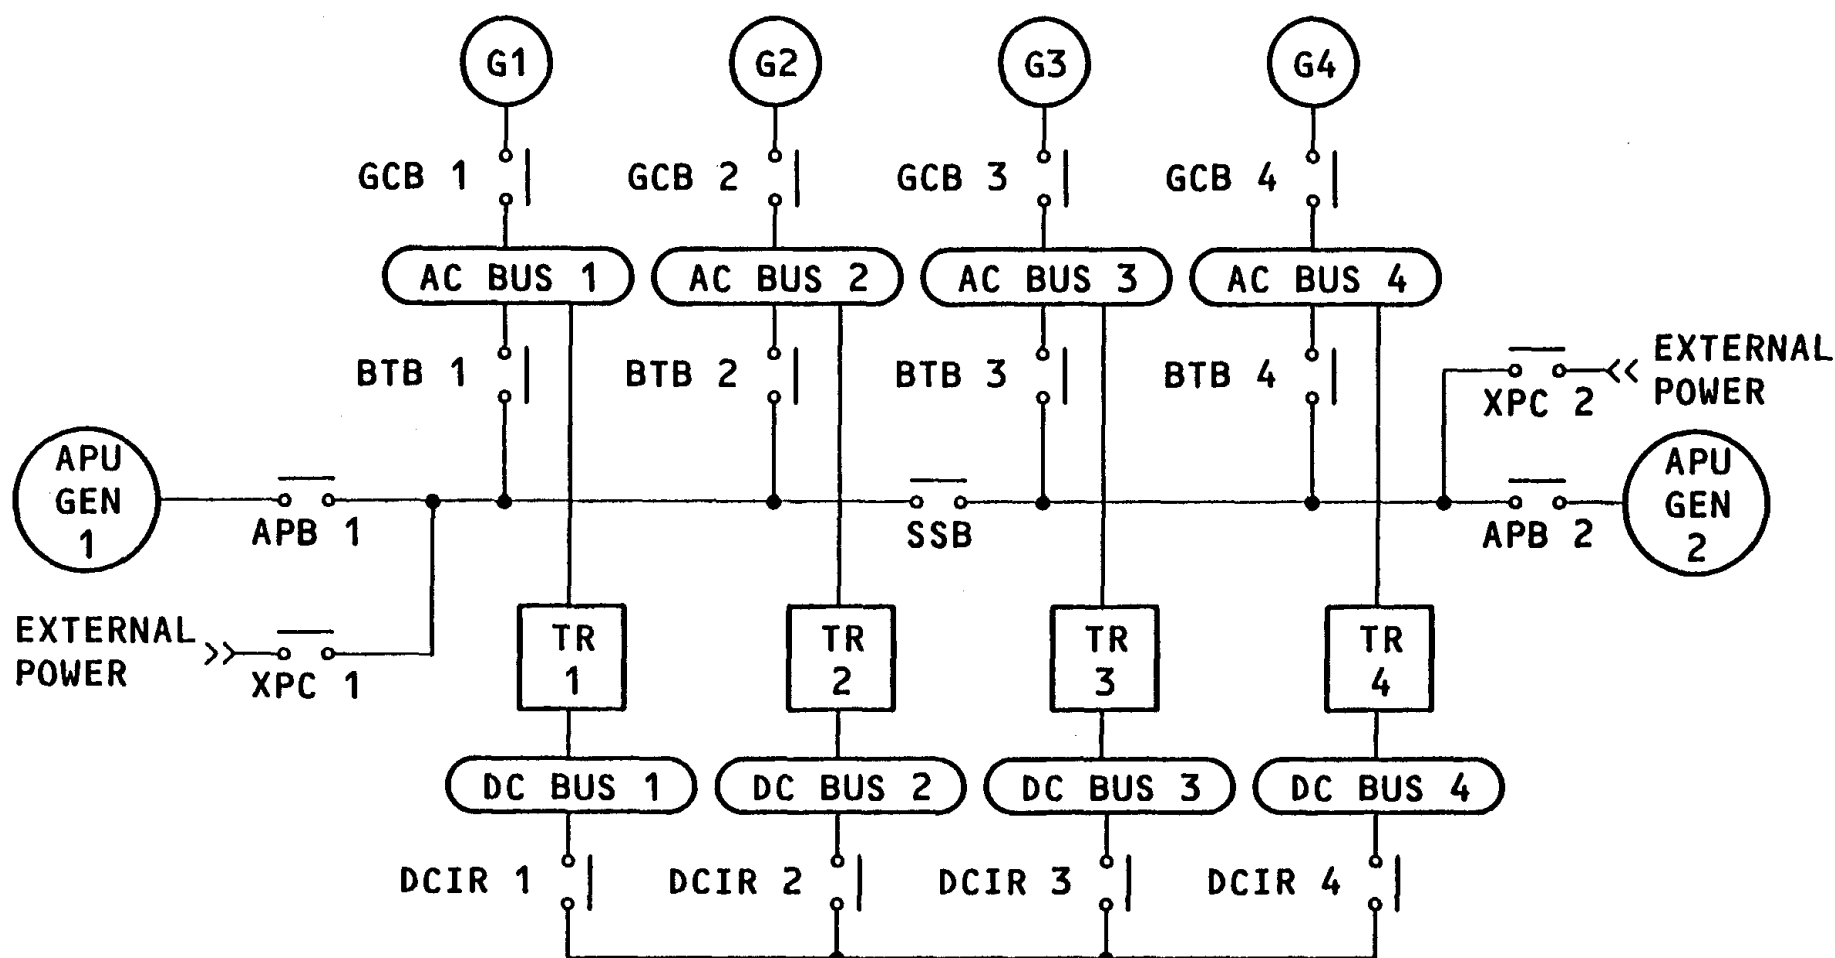 G1 G2 G3 G4
GCB 1 GCB 2 GCB 3 GCB 4
AC BUS 1 AC BUS 2 AC BUS 3 AC BUS 4
BTB 1 BTB 2 BTB 3 BTB 4
EXTERNAL
POWER
XPC 2
APU
GEN
1
APB 1
SSB
APB 2
APU
GEN
2
EXTERNAL
POWER
XPC 1
TR
1
TR
2
TR
3
TR
4
DC BUS 1 DC BUS 2 DC BUS 3 DC BUS 4
DCIR 1 DCIR 2 DCIR 3 DCIR 4